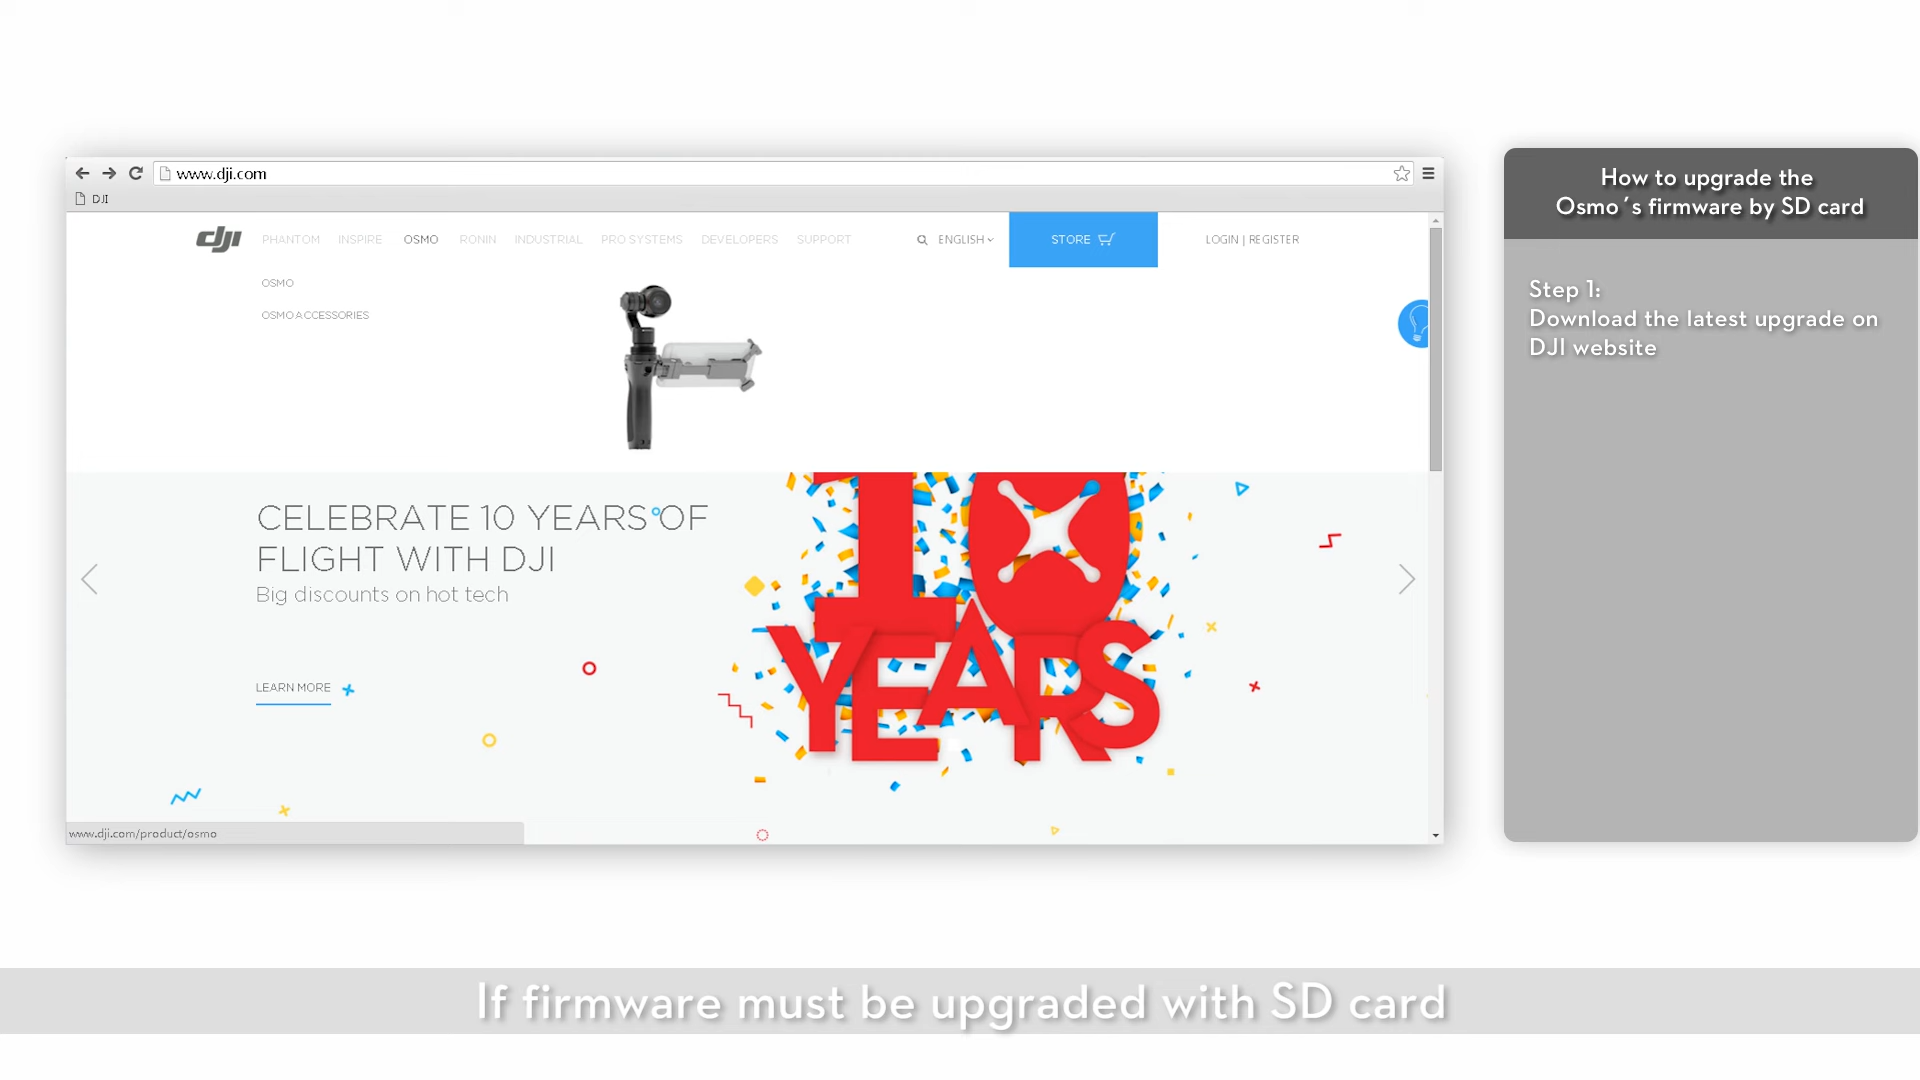 www.dji.com
DJI
dji PHANTOM INSPIRE OSMO RONIN INDUSTRIAL PRO SYSTEMS DEVELOPERS SUPPORT ENGLISH STORE LOGIN | REGISTER
OSMO
OSMO ACCESSORIES
CELEBRATE 10 YEARS OF
FLIGHT WITH DJI
Big discounts on hot tech
LEARN MORE
10
YEARS
www.dji.com/product/osmo
How to upgrade the
Osmo´s firmware by SD card
Step 1:
Download the latest upgrade on
DJI website
If firmware must be upgraded with SD card